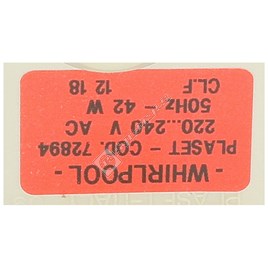 - WHIRLPOOL -
PLASET - COD. 72894
220...240 V AC
50Hz - 42 W
12 18
CL.F